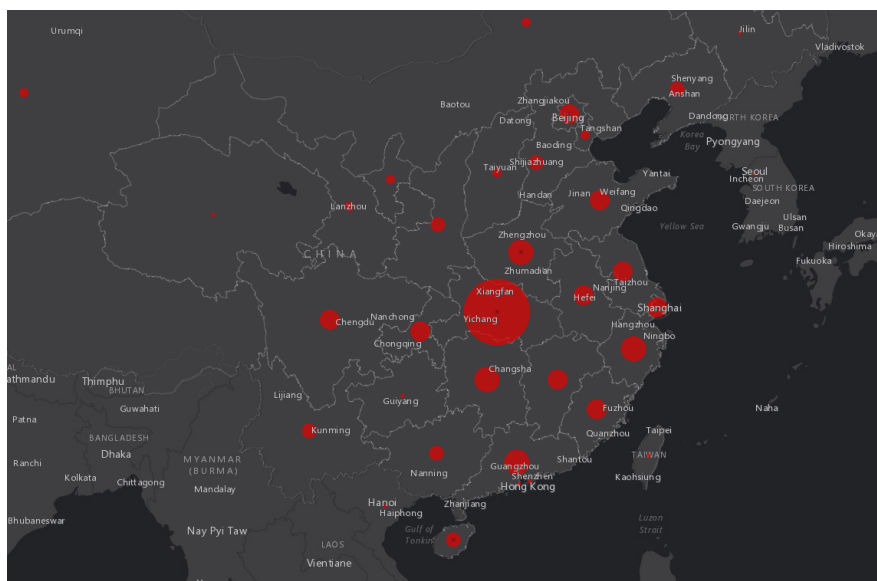 Urumqi
Jilin
Vladivostok
Shenyang
Anshan
Zhangjiakou
Baotou
Beijing
Datong
Dandong
NORTH KOREA
Tangshan
Korea
Bay
Pyongyang
Baoding
Shijiazhuang
Taiyuan
Yantai
Seoul
Incheon
SOUTH KOREA
Handan
Jinan
Weifang
Daejeon
Lanzhou
Qingdao
Ulsan
Gwangju
Busan
Yellow Sea
Okay
Hiroshima
Zhengzhou
CHINA
Fukuoka
Zhumadian
Taizhou
Nanjing
Xiangfan
Hefei
Shanghai
Nanchong
Yichang
Chengdu
Hangzhou
Ningbo
Chongqing
AL
Changsha
athmandu
Thimphu
BHUTAN
Lijiang
Guiyang
Guwahati
Fuzhou
Naha
Patna
Kunming
Taipei
Quanzhou
BANGLADESH
Dhaka
TAIWAN
Ranchi
MYANMAR
(BURMA)
Shantou
Guangzhou
Nanning
Shenzhen
Kolkata
Chittagong
Kaohsiung
Hong Kong
Mandalay
Hanoi
Zhanjiang
Haiphong
Bhubaneswar
Luzon
Strait
Gulf of
Tonkin
Nay Pyi Taw
LAOS
Vientiane